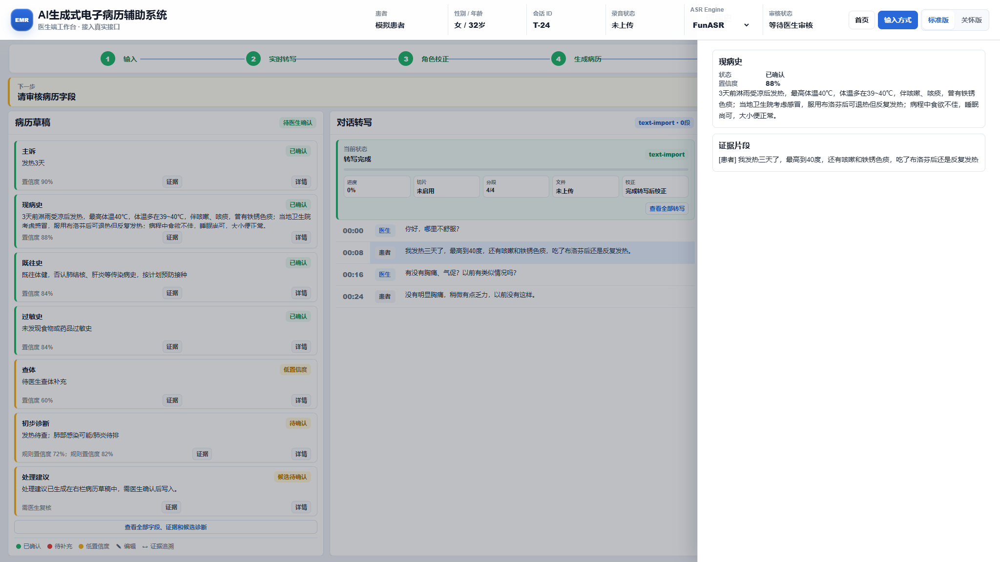 EMR
AI生成式电子病历辅助系统
医生端工作台 · 接入真实接口
患者
模拟患者
性别 / 年龄
女 / 32岁
会话 ID
T-24
录音状态
未上传
ASR Engine
FunASR
审核状态
等待医生审核
首页
输入方式
标准版
关怀版
1 输入
2 实时转写
3 角色校正
4 生成病历
下一步
请审核病历字段
病历草稿
待医生确认
主诉
已确认
发热3天
置信度 90%
证据
详情
现病史
已确认
3天前淋雨受凉后发热，最高体温40℃，体温多在39~40℃，伴咳嗽、咳痰，曾有铁锈色痰；当地卫生院
考虑感冒，服用布洛芬后可退热但反复发热；病程中食欲不佳，睡眠尚可，大小便正常。
置信度 88%
证据
详情
既往史
已确认
既往体健，否认肺结核、肝炎等传染病史，按计划预防接种
置信度 84%
证据
详情
过敏史
已确认
未发现食物或药品过敏史
置信度 84%
证据
详情
查体
低置信度
待医生查体补充
置信度 60%
证据
详情
初步诊断
待确认
发热待查；肺部感染可能/肺炎待排
规则置信度 72%；规则置信度 82%
证据
详情
处理建议
候选待确认
处理建议已生成在右栏病历草稿中，需医生确认后写入。
需医生复核
证据
详情
查看全部字段、证据和候选诊断
已确认
待补充
低置信度
编辑
证据追溯
对话转写
text-import · 0段
当前状态
转写完成
text-import
进度
0%
切片
未启用
分段
4/4
文件
未上传
校正
完成转写后校正
查看全部转写
00:00 医生 你好，哪里不舒服？
00:08 患者 我发热三天了，最高到40度，还有咳嗽和铁锈色痰，吃了布洛芬后还是反复发热。
00:16 医生 有没有胸痛、气促？以前有类似情况吗？
00:24 患者 没有明显胸痛，稍微有点乏力，以前没有这样。
现病史
状态 已确认
置信度 88%
3天前淋雨受凉后发热，最高体温40℃，体温多在39~40℃，伴咳嗽、咳痰，曾有铁锈
色痰；当地卫生院考虑感冒，服用布洛芬后可退热但反复发热；病程中食欲不佳，睡眠
尚可，大小便正常。
证据片段
[患者] 我发热三天了，最高到40度，还有咳嗽和铁锈色痰，吃了布洛芬后还是反复发热